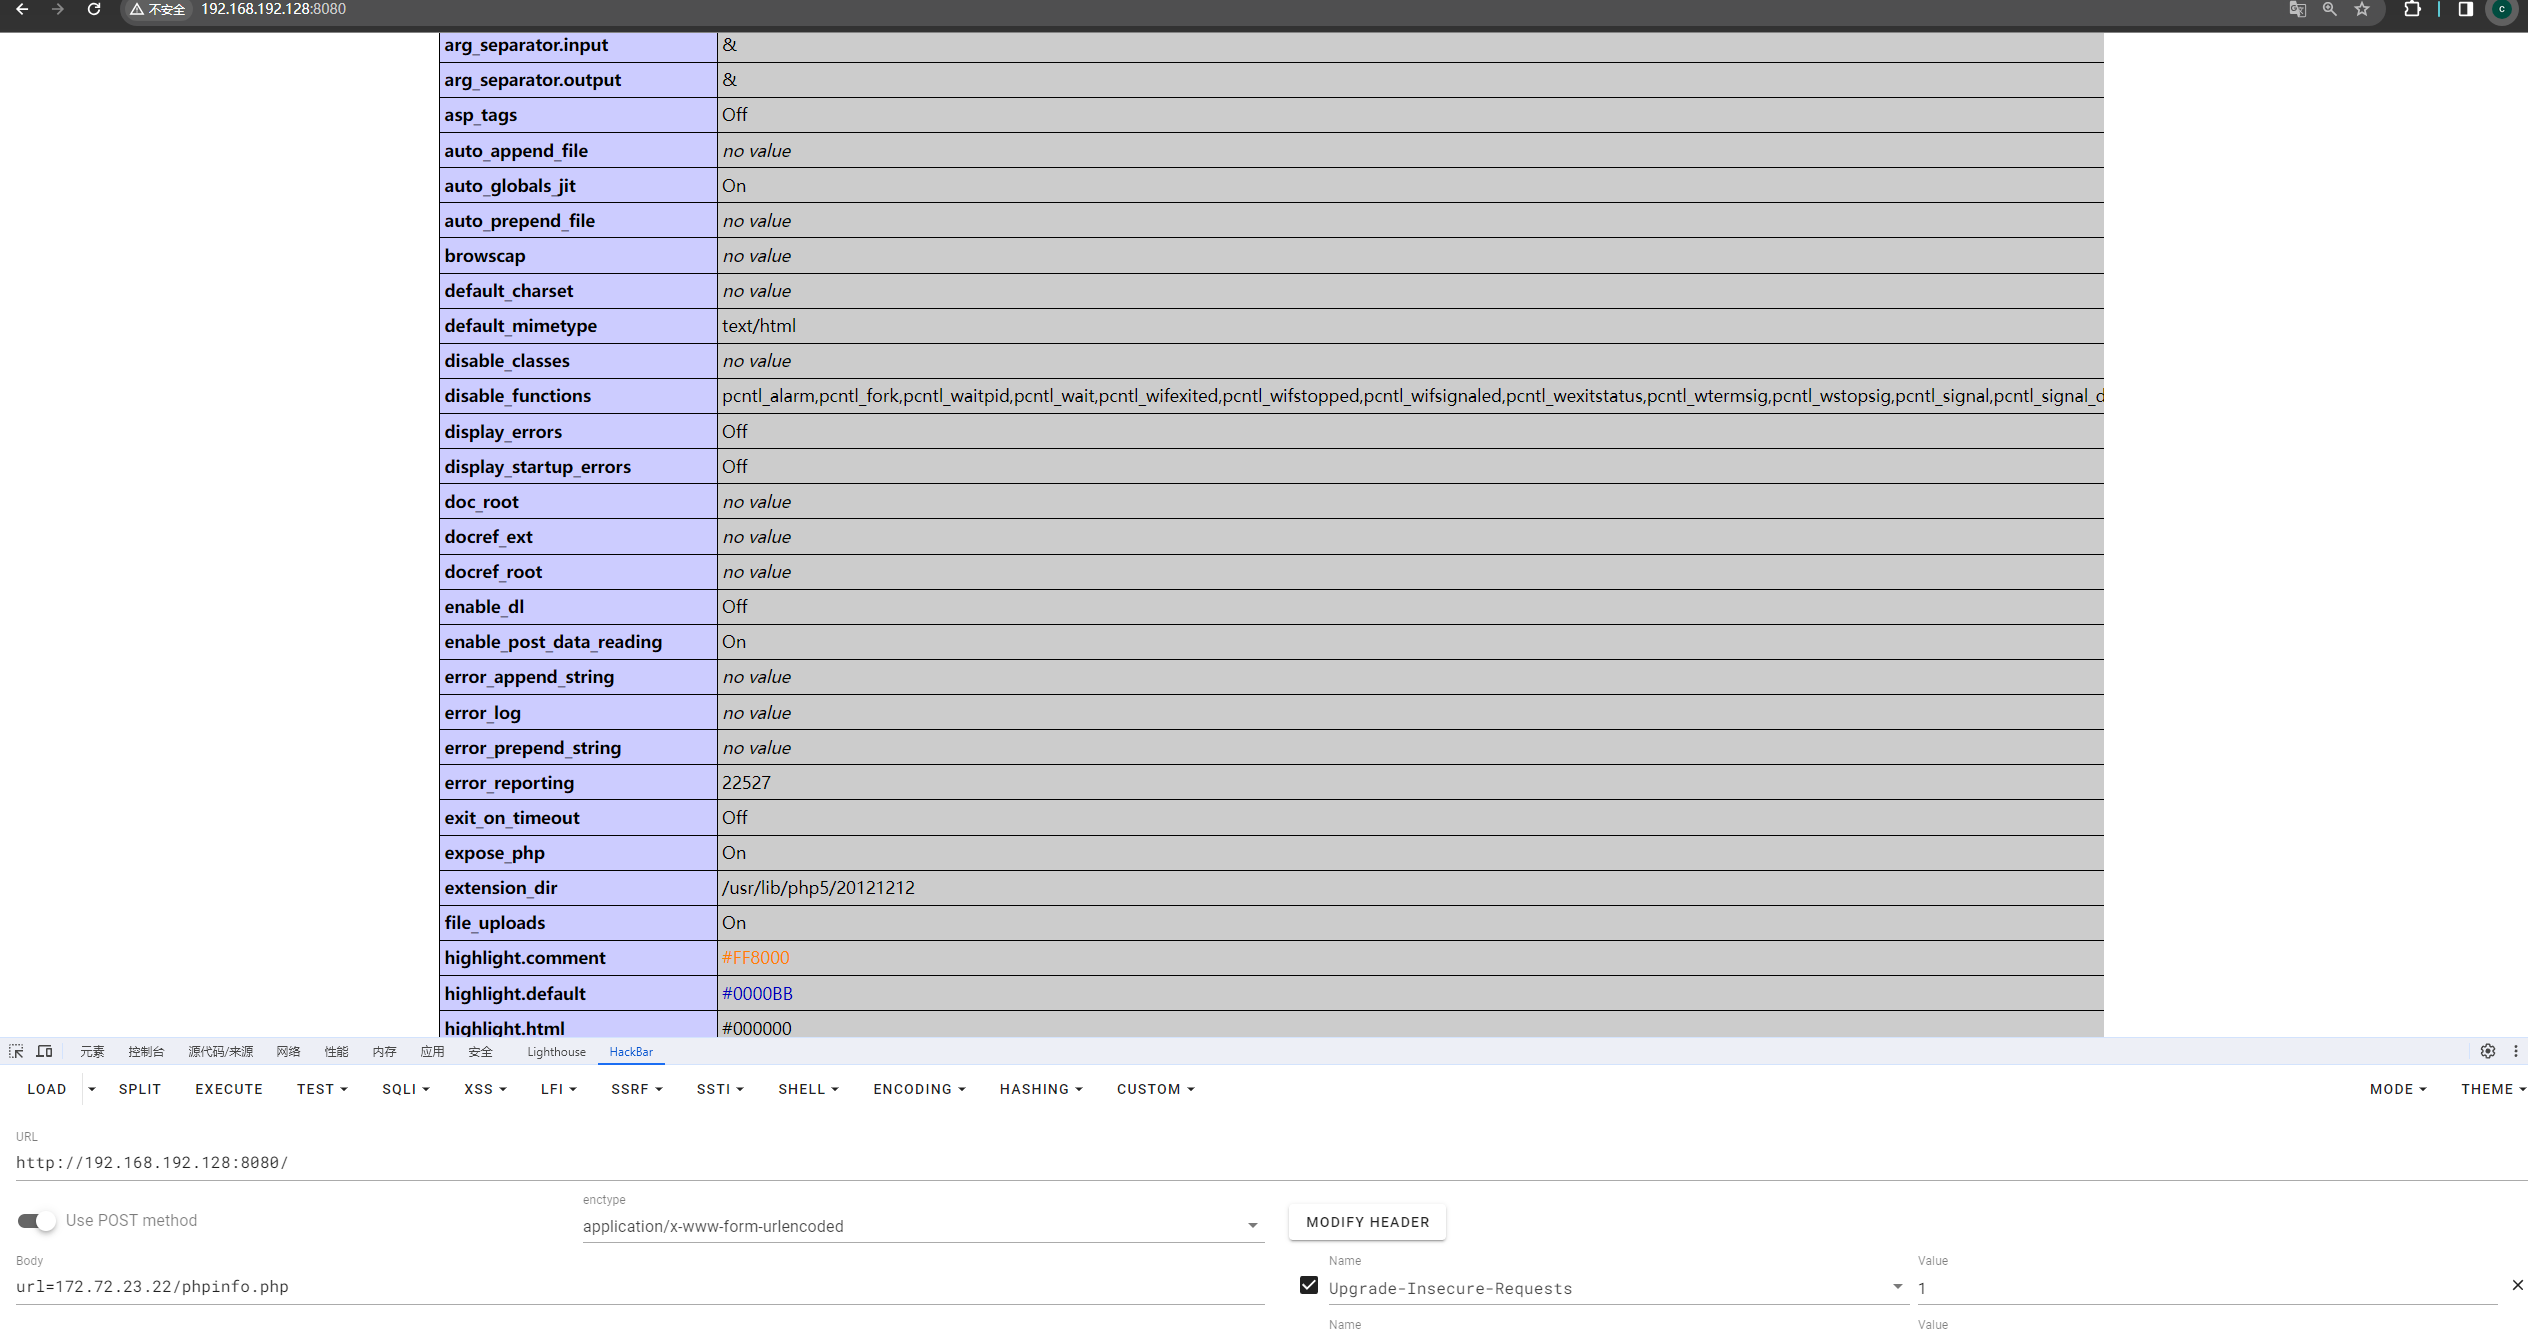 不安全 192.168.192.128:8080
arg_separator.input &
arg_separator.output &
asp_tags Off
auto_append_file no value
auto_globals_jit On
auto_prepend_file no value
browscap no value
default_charset no value
default_mimetype text/html
disable_classes no value
disable_functions pcntl_alarm,pcntl_fork,pcntl_waitpid,pcntl_wait,pcntl_wifexited,pcntl_wifstopped,pcntl_wifsignaled,pcntl_wexitstatus,pcntl_wtermsig,pcntl_wstopsig,pcntl_signal,pcntl_signal_d
display_errors Off
display_startup_errors Off
doc_root no value
docref_ext no value
docref_root no value
enable_dl Off
enable_post_data_reading On
error_append_string no value
error_log no value
error_prepend_string no value
error_reporting 22527
exit_on_timeout Off
expose_php On
extension_dir /usr/lib/php5/20121212
file_uploads On
highlight.comment #FF8000
highlight.default #0000BB
highlight.html #000000
元素 控制台 源代码/来源 网络 性能 内存 应用 安全 Lighthouse HackBar
LOAD SPLIT EXECUTE TEST SQLI XSS LFI SSRF SSTI SHELL ENCODING HASHING CUSTOM MODE THEME
URL
http://192.168.192.128:8080/
enctype
Use POST method application/x-www-form-urlencoded MODIFY HEADER
Body Name Value
url=172.72.23.22/phpinfo.php Upgrade-Insecure-Requests 1
Name Value